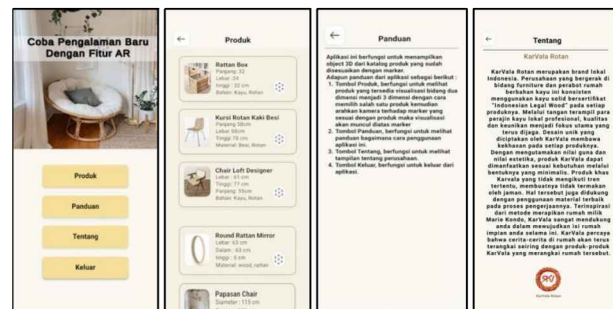 Coba Pengalaman Baru
Dengan Fitur AR
Produk
Panduan
Tentang
Keluar
Produk
Rattan Box
Panjang: 32
Lebar: 24
tinggi: 32 cm
Bahan: Kayu, Rotan
Kursi Rotan Kaki Besi
Panjang 58cm
Lebar 58cm
Tinggi 78 cm
Material: Besi, Rotan
Chair Loft Designer
Lebar : 61 cm
Tinggi: 77 cm
Panjang: 55cm
Bahan: Kayu, Rotan
Round Rattan Mirror
Lebar: 63 cm
Dalam : 63 cm
tinggi : 5 cm
Material: wood, rattan
Papasan Chair
Diameter : 115 cm
Panduan
Aplikasi ini berfungsi untuk menampilkan
object 3D dari katalog produk yang sudah
disesuaikan dengan marker.
Adapun panduan dari aplikasi sebagai berikut :
1. Tombol Produk, berfungsi untuk melihat
produk yang tersedia visualisasi bidang dua
dimensi menjadi 3 dimensi dengan cara
memilih salah satu produk kemudian
arahkan kamera terhadap marker yang
sesuai dengan produk maka visualisasi
akan muncul diatas marker
2. Tombol Panduan, berfungsi untuk melihat
panduan bagaimana cara penggunaan
aplikasi ini.
3. Tombol Tentang, berfungsi untuk melihat
tampilan tentang perusahaan.
4. Tombol Keluar, berfungsi untuk keluar dari
aplikasi.
Tentang
KarVala Rotan
KarVala Rotan merupakan brand lokal
Indonesia. Perusahaan yang bergerak di
bidang furniture dan perabot rumah
berbahan kayu ini konsisten
menggunakan kayu solid bersertifikat
"Indonesian Legal Wood" pada setiap
produknya. Melalui tangan terampil para
perajin kayu lokal profesional, kualitas
dan keunikan menjadi fokus utama yang
terus dijaga. Desain unik yang
diciptakan oleh KarVala membawa
kekhasan pada setiap produknya.
Dengan mengutamakan nilai guna dan
nilai estetika, produk KarVala dapat
dimanfaatkan sesuai kebutuhan melalui
bentuknya yang minimalis. Produk khas
Karvala yang tidak mengikuti tren
tertentu, membuatnya tidak termakan
oleh jaman. Hal tersebut juga didukung
dengan penggunaan material terbaik
pada proses pengerjaannya. Terinspirasi
dari metode merapikan rumah milik
Marie Kondo, KarVala sangat mendukung
anda dalam mewujudkan isi rumah
impian anda selama ini. KarVala percaya
bahwa cerita-cerita di rumah akan terus
terangkai seiring dengan produk-produk
KarVala yang merangkai rumah tersebut.
KarVala Rotan